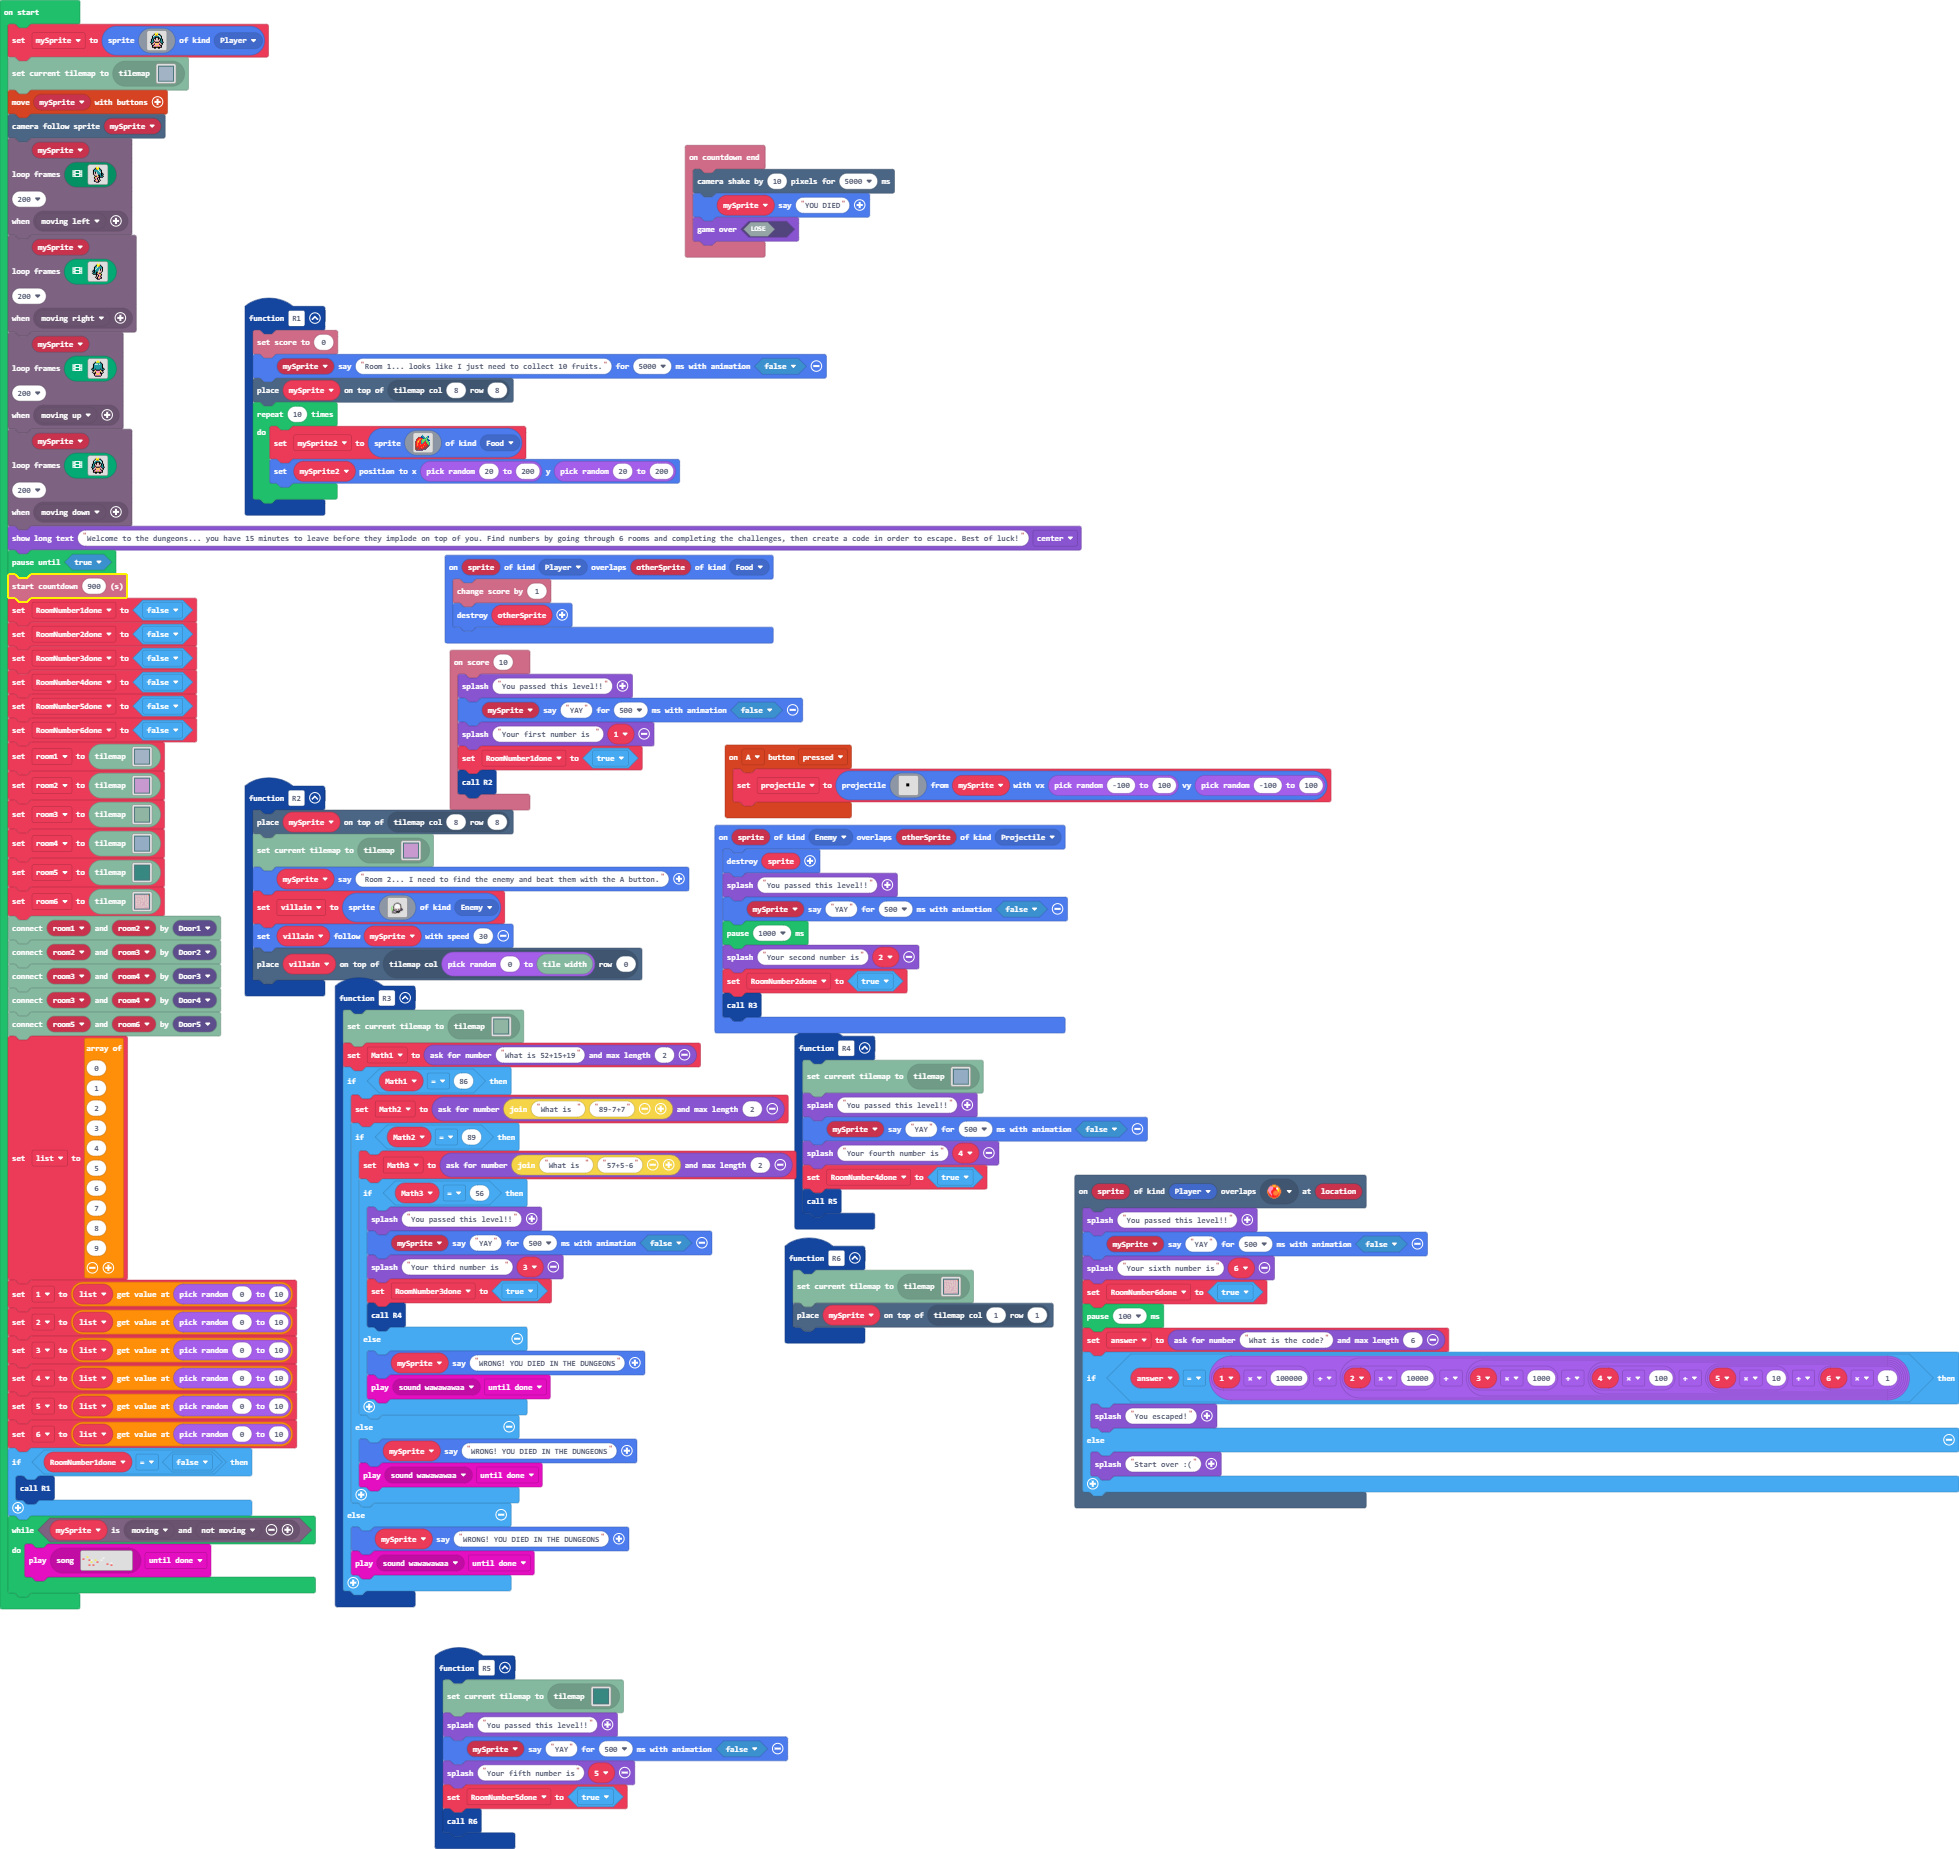 on start
set mySprite to sprite of kind Player
set current tilemap to tilemap
move mySprite with buttons
camera follow sprite mySprite
mySprite
loop frames
200
when moving left
mySprite
loop frames
200
when moving right
mySprite
loop frames
200
when moving up
mySprite
loop frames
200
when moving down
show long text "Welcome to the dungeons... you have 15 minutes to leave before they implode on top of you. Find numbers by going through 6 rooms and completing the challenges, then create a code in order to escape. Best of luck!" center
pause until true
start countdown 900 (s)
set RoomNumber1done to false
set RoomNumber2done to false
set RoomNumber3done to false
set RoomNumber4done to false
set RoomNumber5done to false
set RoomNumber6done to false
set room1 to tilemap
set room2 to tilemap
set room3 to tilemap
set room4 to tilemap
set room5 to tilemap
set room6 to tilemap
connect room1 and room2 by Door1
connect room2 and room3 by Door2
connect room3 and room4 by Door3
connect room3 and room4 by Door4
connect room5 and room6 by Door5
array of
0
1
2
3
4
set list to
5
6
7
8
9
set 1 to list get value at pick random 0 to 10
set 2 to list get value at pick random 0 to 10
set 3 to list get value at pick random 0 to 10
set 4 to list get value at pick random 0 to 10
set 5 to list get value at pick random 0 to 10
set 6 to list get value at pick random 0 to 10
if RoomNumber1done = false then
call R1
while mySprite is moving and not moving
do
play song until done
on countdown end
camera shake by 10 pixels for 5000 ms
mySprite say "YOU DIED"
game over LOSE
function R1
set score to 0
mySprite say "Room 1... looks like I just need to collect 10 fruits." for 5000 ms with animation false
place mySprite on top of tilemap col 8 row 8
repeat 10 times
do
set mySprite2 to sprite of kind Food
set mySprite2 position to x pick random 20 to 200 y pick random 20 to 200
on sprite of kind Player overlaps otherSprite of kind Food
change score by 1
destroy otherSprite
on score 10
splash "You passed this level!!"
mySprite say "YAY" for 500 ms with animation false
splash "Your first number is " 1
set RoomNumber1done to true
call R2
on A button pressed
set projectile to projectile from mySprite with vx pick random -100 to 100 vy pick random -100 to 100
function R2
place mySprite on top of tilemap col 8 row 8
set current tilemap to tilemap
mySprite say "Room 2... I need to find the enemy and beat them with the A button."
set villain to sprite of kind Enemy
set villain follow mySprite with speed 30
place villain on top of tilemap col pick random 0 to tile width row 0
on sprite of kind Enemy overlaps otherSprite of kind Projectile
destroy sprite
splash "You passed this level!!"
mySprite say "YAY" for 500 ms with animation false
pause 1000 ms
splash "Your second number is" 2
set RoomNumber2done to true
call R3
function R3
set current tilemap to tilemap
set Math1 to ask for number "What is 52+15+19" and max length 2
if Math1 = 86 then
set Math2 to ask for number join "What is " "89-7+7" and max length 2
if Math2 = 89 then
set Math3 to ask for number join "What is " "57+5-6" and max length 2
if Math3 = 56 then
splash "You passed this level!!"
mySprite say "YAY" for 500 ms with animation false
splash "Your third number is " 3
set RoomNumber3done to true
call R4
else
mySprite say "WRONG! YOU DIED IN THE DUNGEONS"
play sound wawawawaa until done
else
mySprite say "WRONG! YOU DIED IN THE DUNGEONS"
play sound wawawawaa until done
else
mySprite say "WRONG! YOU DIED IN THE DUNGEONS"
play sound wawawawaa until done
function R4
set current tilemap to tilemap
splash "You passed this level!!"
mySprite say "YAY" for 500 ms with animation false
splash "Your fourth number is" 4
set RoomNumber4done to true
call R5
function R6
set current tilemap to tilemap
place mySprite on top of tilemap col 1 row 1
on sprite of kind Player overlaps at location
splash "You passed this level!!"
mySprite say "YAY" for 500 ms with animation false
splash "Your sixth number is" 6
set RoomNumber6done to true
pause 100 ms
set answer to ask for number "What is the code?" and max length 6
if answer = 1 × 100000 + 2 × 10000 + 3 × 1000 + 4 × 100 + 5 × 10 + 6 × 1 then
splash "You escaped!"
else
splash "Start over :("
function R5
set current tilemap to tilemap
splash "You passed this level!!"
mySprite say "YAY" for 500 ms with animation false
splash "Your fifth number is" 5
set RoomNumber5done to true
call R6